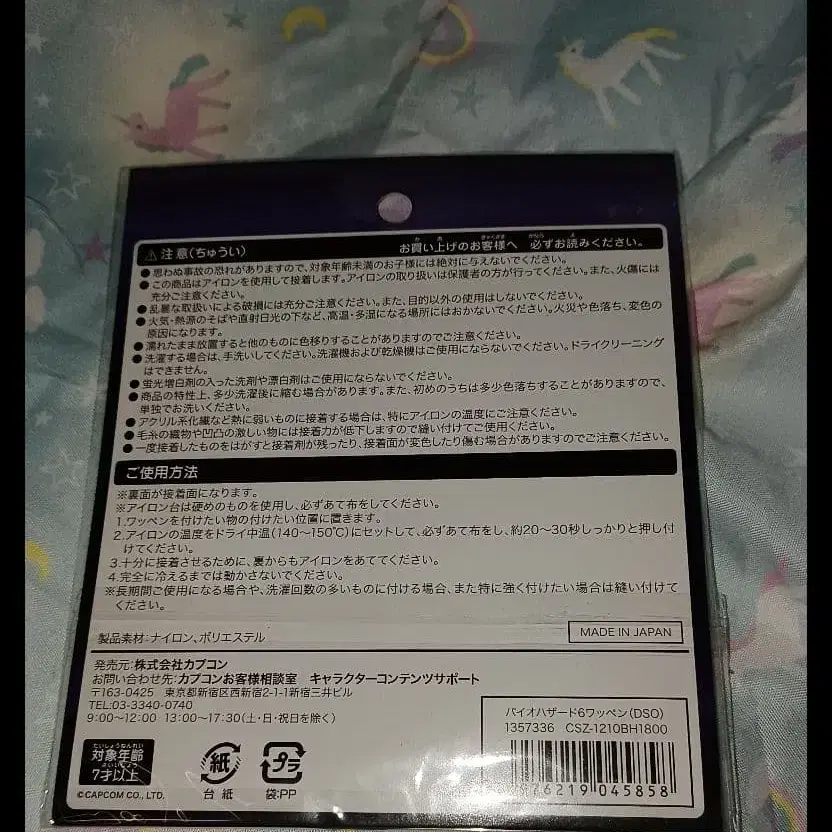 ⚠注意(ちゅうい) お買い上げのお客様へ 必ずお読みください。
●思わぬ事故の恐れがありますので、対象年齢未満のお子様には絶対に与えないでください。
●この商品はアイロンを使用して接着します。アイロンの取り扱いは保護者の方が行ってください。また、火傷には
充分ご注意ください。
●乱暴な取扱いによる破損には充分ご注意ください。また、目的以外の使用はしないでください。
●火気・熱源のそばや直射日光の下など、高温・多湿になる場所にはおかないでください。火災や色落ち、変色の
原因になります。
●濡れたまま放置すると他のものに色移りすることがありますのでご注意ください。
●洗濯する場合は、手洗いしてください。洗濯機および乾燥機はご使用にならないでください。ドライクリーニング
はできません。
●蛍光増白剤の入った洗剤や漂白剤はご使用にならないでください。
●商品の特性上、多少洗濯後に縮む場合があります。また、初めのうちは多少色落ちすることがありますので、
単独でお洗いください。
●アクリル系化繊など熱に弱いものに接着する場合は、特にアイロンの温度にご注意ください。
●毛糸の織物や凹凸の激しい物には接着力が低下しますので縫い付けてご使用ください。
●一度接着したものをはがすと接着剤が残ったり、接着面が変色したり傷む場合がありますのでご注意ください。
ご使用方法
※裏面が接着面になります。
※アイロン台は硬めのものを使用し、必ずあて布をしてください。
1.ワッペンを付けたい物の付けたい位置に置きます。
2.アイロンの温度をドライ中温(140～150℃)にセットして、必ずあて布をし、約20～30秒しっかりと押し付
けてください。
3.十分に接着させるために、裏からもアイロンをあててください。
4.完全に冷えるまでは動かさないでください。
※長期間ご使用になる場合や、洗濯回数の多いものに付ける場合、また特に強く付けたい場合は縫い付けて
ください。
製品素材:ナイロン、ポリエステル
MADE IN JAPAN
発売元:株式会社カプコン
お問い合わせ先:カプコンお客様相談室 キャラクターコンテンツサポート
〒163-0425 東京都新宿区西新宿2-1-1新宿三井ビル
TEL:03-3340-0740
9:00～12:00 13:00～17:30(土・日・祝日を除く)
バイオハザード6ワッペン(DSO)
1357336 CSZ-1210BH1800
976219 045858
たいしょうねんれい
対象年齢
さいいじょう
7才以上
紙
台紙
プラ
袋:PP
©CAPCOM CO., LTD.